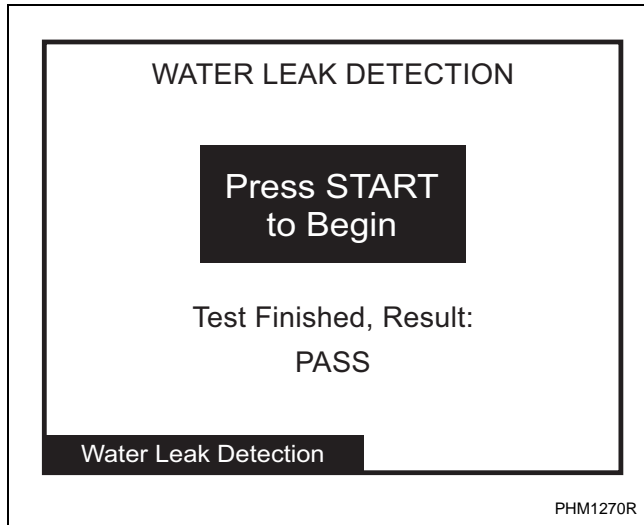 WATER LEAK DETECTION
Press START
to Begin
Test Finished, Result:
PASS
Water Leak Detection
PHM1270R